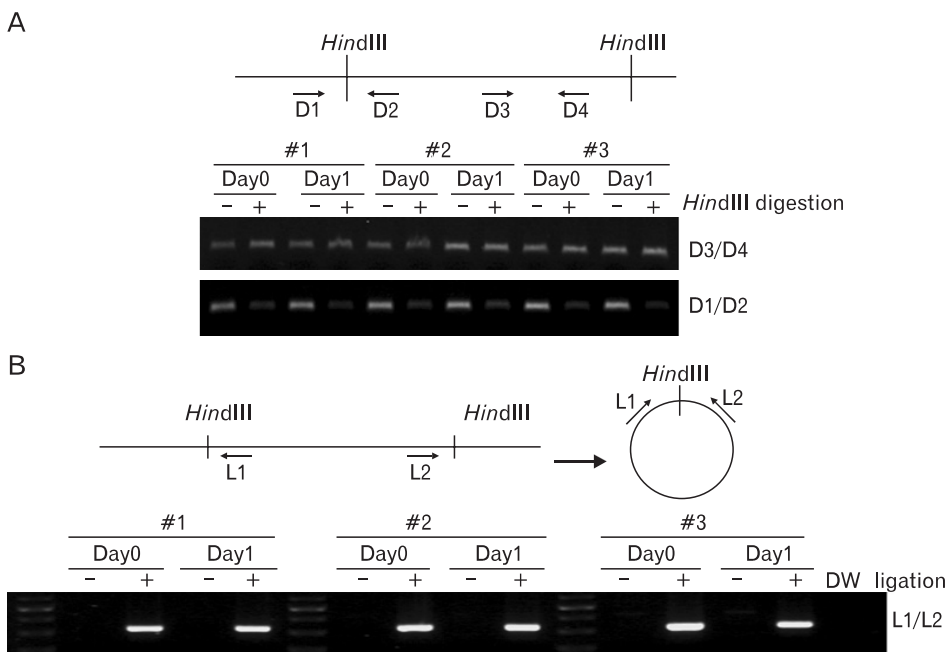 A
HindIII HindIII
D1 D2 D3 D4
#1 #2 #3
Day0 Day1 Day0 Day1 Day0 Day1
− + − + − + − + − + − + HindIII digestion
D3/D4
D1/D2
B
HindIII HindIII HindIII
L1 L2 L1 L2
#1 #2 #3
Day0 Day1 Day0 Day1 Day0 Day1
− + − + − + − + − + − + DW ligation
L1/L2